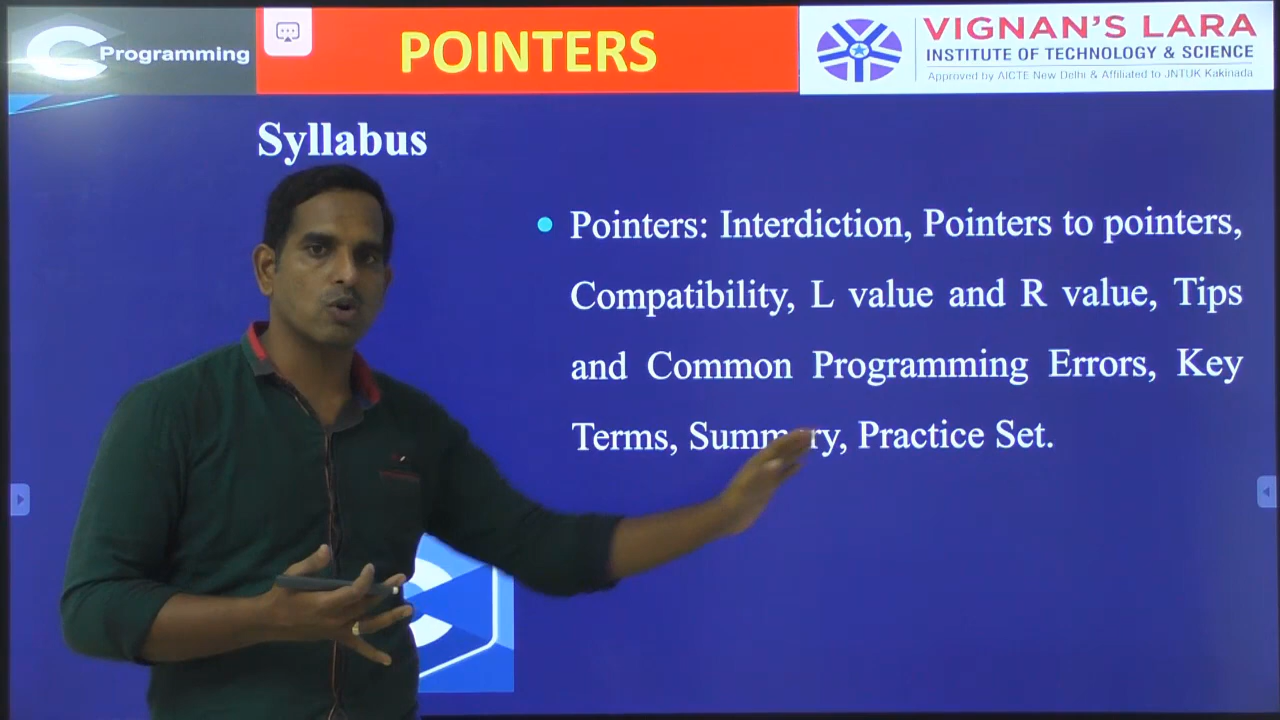 C Programming
POINTERS
VIGNAN'S LARA
INSTITUTE OF TECHNOLOGY & SCIENCE
Approved by AICTE New Delhi & Affiliated to JNTUK Kakinada
Syllabus
• Pointers: Interdiction, Pointers to pointers,
Compatibility, L value and R value, Tips
and Common Programming Errors, Key
Terms, Summary, Practice Set.
C